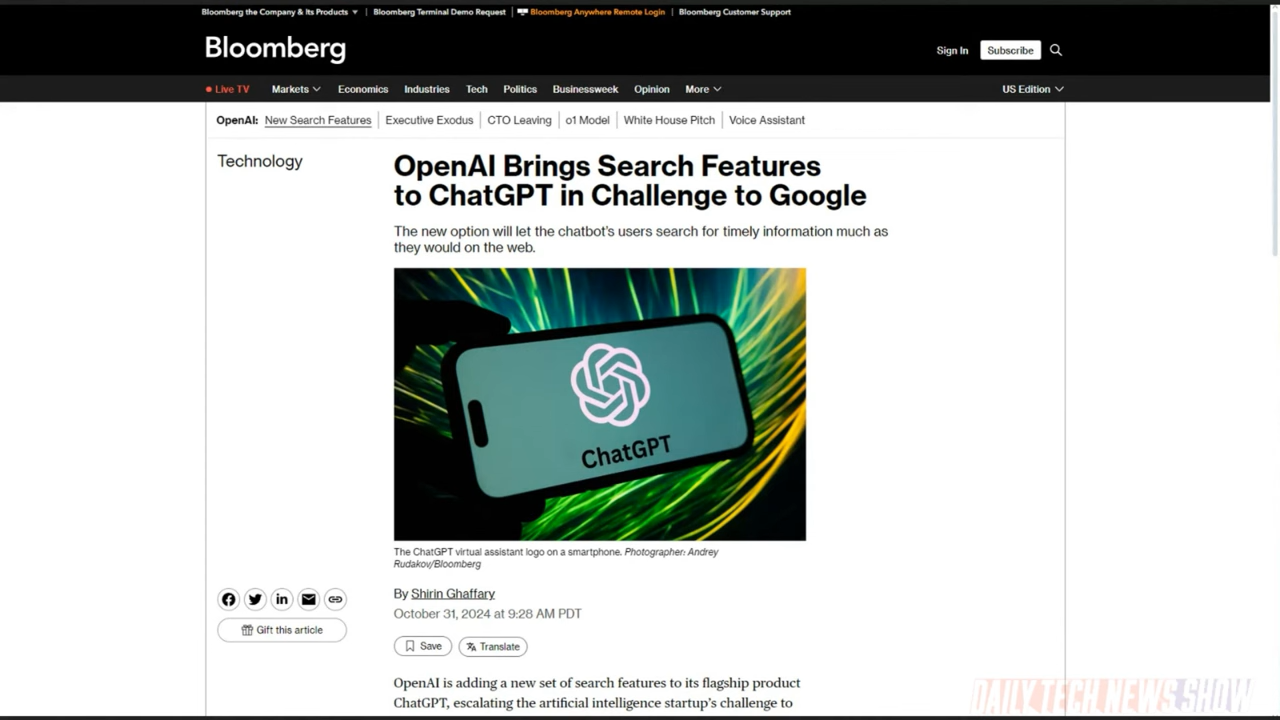 Bloomberg the Company & Its Products
Bloomberg Terminal Demo Request
Bloomberg Anywhere Remote Login
Bloomberg Customer Support
Bloomberg
Sign In
Subscribe
Live TV
Markets
Economics
Industries
Tech
Politics
Businessweek
Opinion
More
US Edition
OpenAI:
New Search Features
Executive Exodus
CTO Leaving
o1 Model
White House Pitch
Voice Assistant
Technology
OpenAI Brings Search Features
to ChatGPT in Challenge to Google
The new option will let the chatbot's users search for timely information much as
they would on the web.
ChatGPT
The ChatGPT virtual assistant logo on a smartphone. Photographer: Andrey
Rudakov/Bloomberg
By Shirin Ghaffary
October 31, 2024 at 9:28 AM PDT
in
Gift this article
Save
Translate
OpenAI is adding a new set of search features to its flagship product
ChatGPT, escalating the artificial intelligence startup's challenge to
DAILY TECH NEWS SHOW